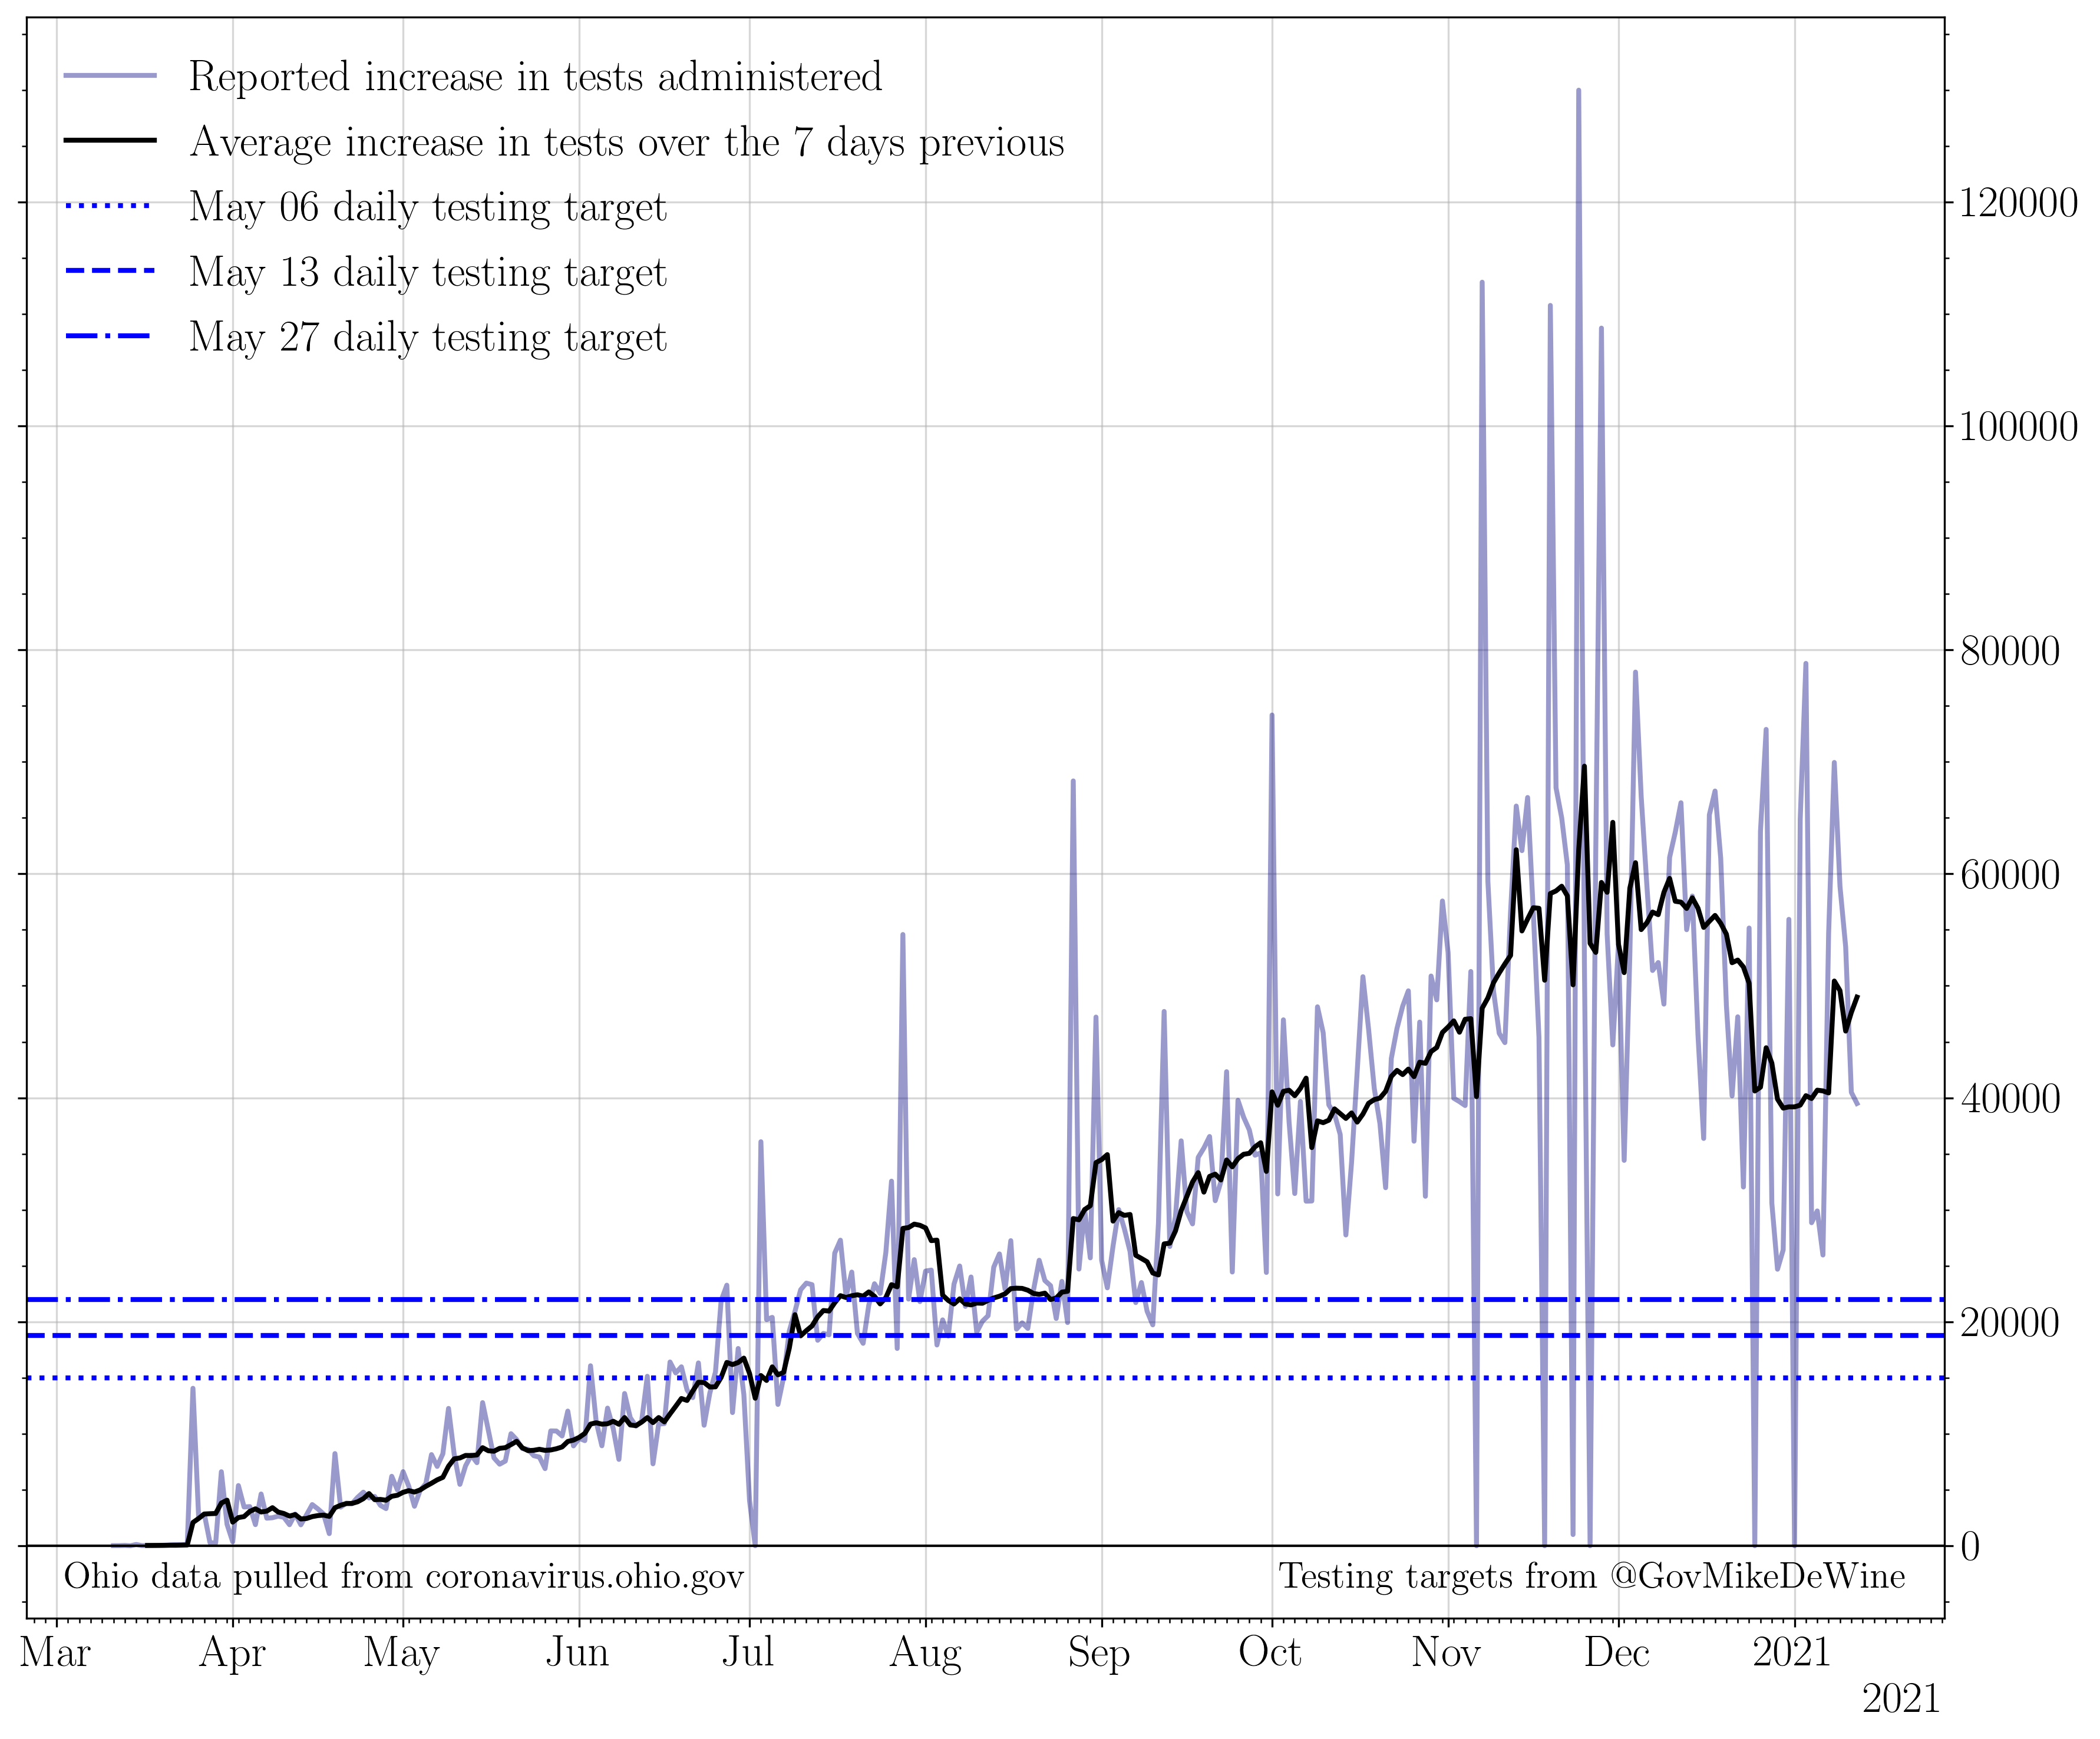 Reported increase in tests administered
Average increase in tests over the 7 days previous
May 06 daily testing target
May 13 daily testing target
May 27 daily testing target
120000
100000
80000
60000
40000
20000
0
Ohio data pulled from coronavirus.ohio.gov
Testing targets from @GovMikeDeWine
Mar Apr May Jun Jul Aug Sep Oct Nov Dec 2021
2021